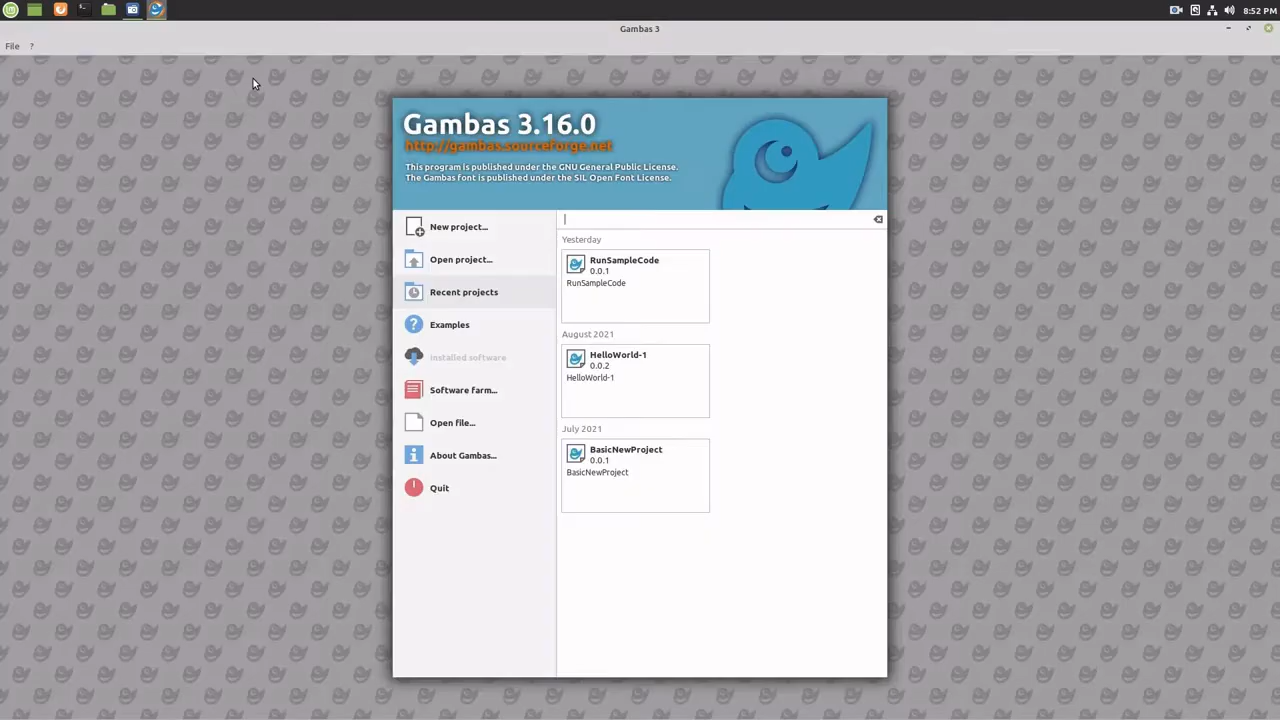 8:52 PM
Gambas 3
File ?
Gambas 3.16.0
http://gambas.sourceforge.net
This program is published under the GNU General Public License.
The Gambas font is published under the SIL Open Font License.
New project...
Open project...
Recent projects
Examples
Installed software
Software farm...
Open file...
About Gambas...
Quit
Yesterday
RunSampleCode
0.0.1
RunSampleCode
August 2021
HelloWorld-1
0.0.2
HelloWorld-1
July 2021
BasicNewProject
0.0.1
BasicNewProject